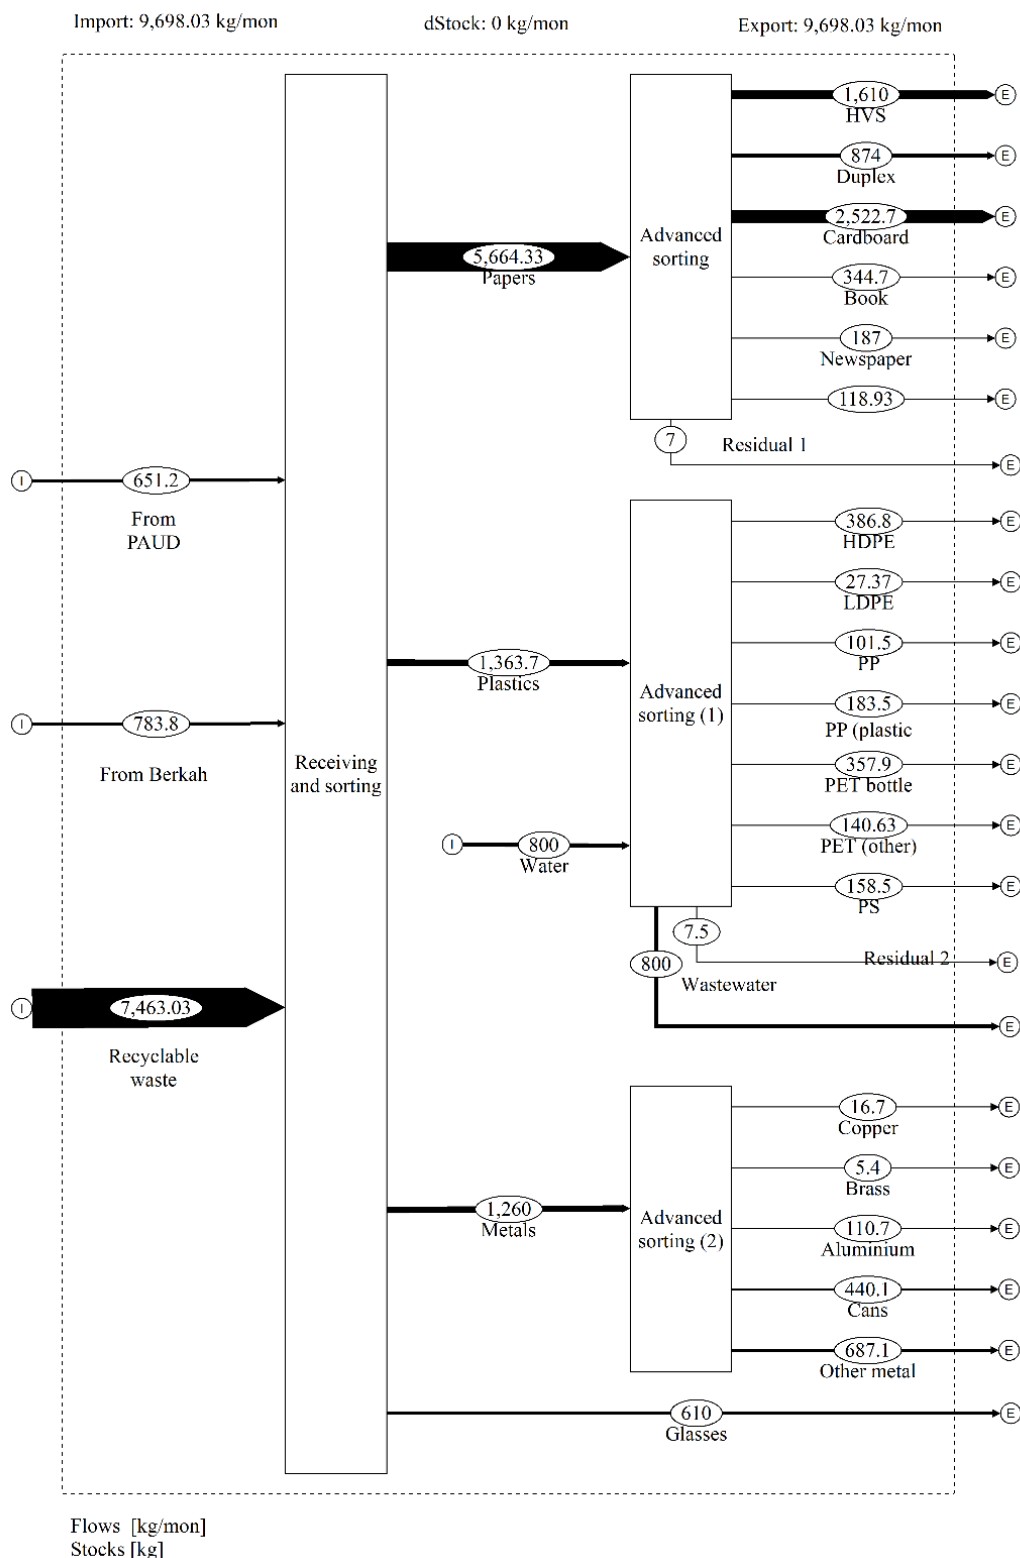 Import: 9,698.03 kg/mon
dStock: 0 kg/mon
Export: 9,698.03 kg/mon
1,610
HVS
E
874
Duplex
E
2,522.7
Cardboard
E
Advanced
sorting
5,664.33
Papers
344.7
Book
E
187
Newspaper
E
118.93
E
7
Residual 1
E
I
651.2
From
PAUD
386.8
HDPE
E
27.37
LDPE
E
101.5
PP
E
1,363.7
Plastics
Advanced
sorting (1)
183.5
PP (plastic
E
I
783.8
From Berkah
Receiving
and sorting
357.9
PET bottle
E
I
800
Water
140.63
PET (other)
E
158.5
PS
E
7.5
Residual 2
E
800
Wastewater
E
I
7,463.03
Recyclable
waste
16.7
Copper
E
5.4
Brass
E
1,260
Metals
Advanced
sorting (2)
110.7
Aluminium
E
440.1
Cans
E
687.1
Other metal
E
610
Glasses
E
Flows [kg/mon]
Stocks [kg]